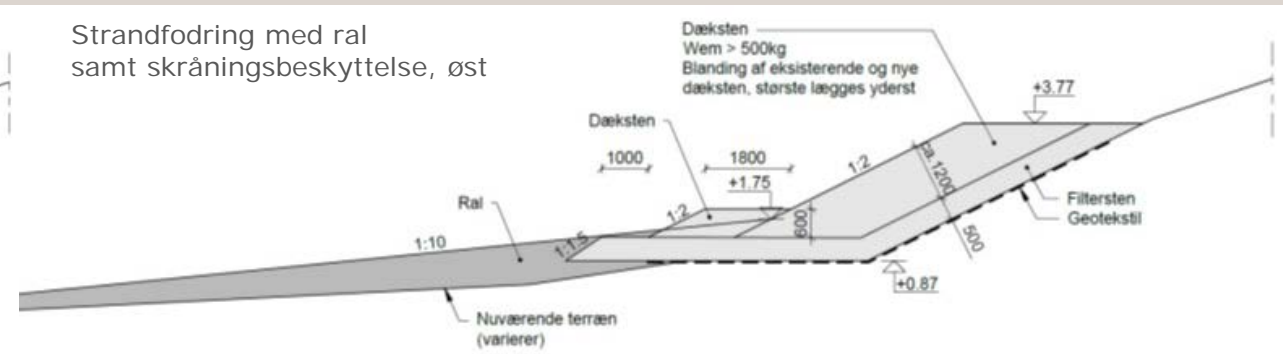 Strandfodring med ral
samt skråningsbeskyttelse, øst
Dæksten
Wem > 500kg
Blanding af eksisterende og nye
dæksten, største lægges yderst
+3.77
Dæksten
1000
1800
1:2
ca.1200
+1.75
Ral
1:2
600
Filtersten
Geotekstil
1:10
1:1.5
500
+0.87
Nuværende terræn
(varierer)